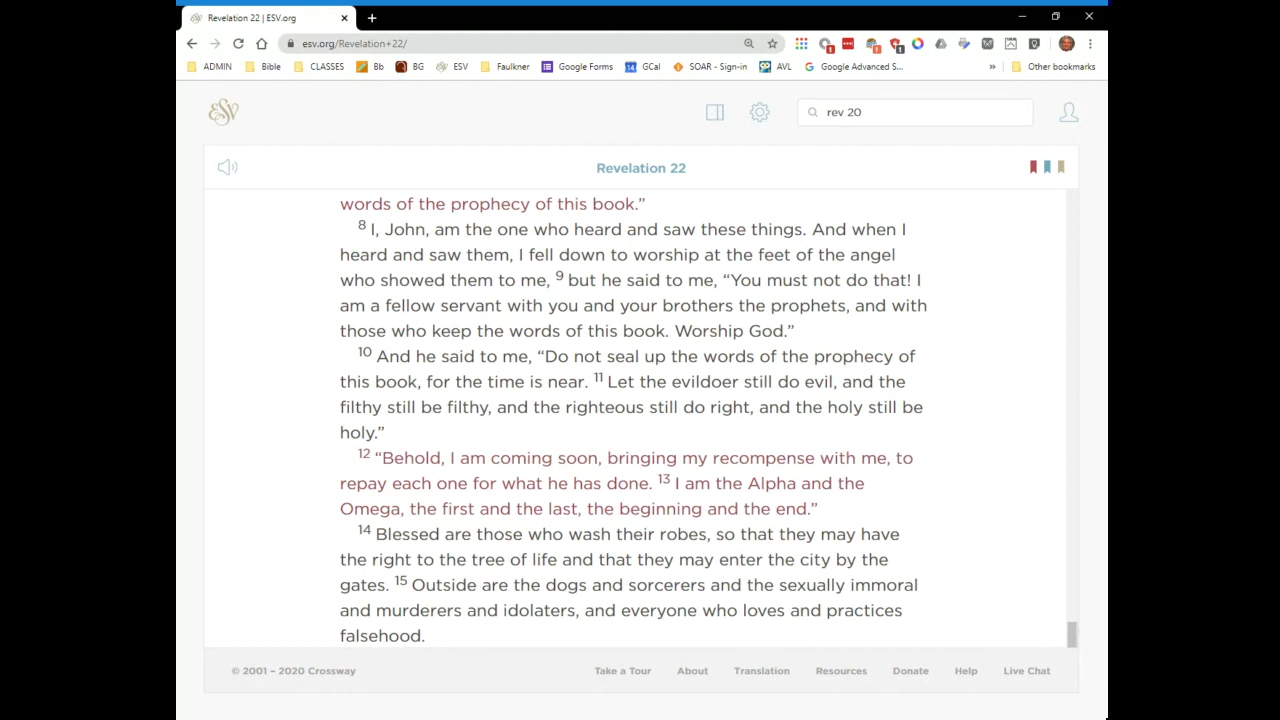 Revelation 22 | ESV.org
esv.org/Revelation+22/
1
1
1
ADMIN
Bible
CLASSES
Bb
BG
ESV
Faulkner
Google Forms
14 GCal
SOAR - Sign-in
AVL
Google Advanced S...
»
Other bookmarks
ESV
rev 20
Revelation 22
words of the prophecy of this book.”
8 I, John, am the one who heard and saw these things. And when I
heard and saw them, I fell down to worship at the feet of the angel
who showed them to me, 9 but he said to me, “You must not do that! I
am a fellow servant with you and your brothers the prophets, and with
those who keep the words of this book. Worship God.”
10 And he said to me, “Do not seal up the words of the prophecy of
this book, for the time is near. 11 Let the evildoer still do evil, and the
filthy still be filthy, and the righteous still do right, and the holy still be
holy.”
12 “Behold, I am coming soon, bringing my recompense with me, to
repay each one for what he has done. 13 I am the Alpha and the
Omega, the first and the last, the beginning and the end.”
14 Blessed are those who wash their robes, so that they may have
the right to the tree of life and that they may enter the city by the
gates. 15 Outside are the dogs and sorcerers and the sexually immoral
and murderers and idolaters, and everyone who loves and practices
falsehood.
© 2001 – 2020 Crossway
Take a Tour
About
Translation
Resources
Donate
Help
Live Chat